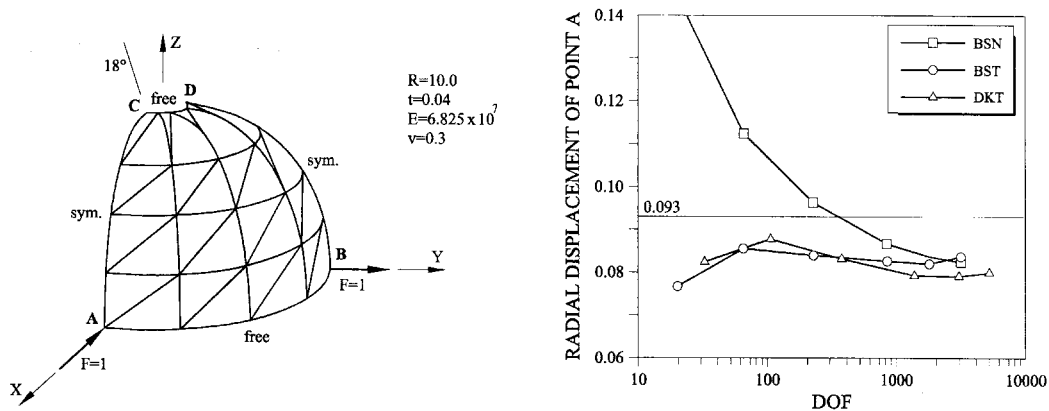 Z
18°
C
free
D
R=10.0
t=0.04
E=6.825 x 10^7
v=0.3
sym.
sym.
B
Y
F=1
A
free
F=1
X
RADIAL DISPLACEMENT OF POINT A
0.14
0.12
0.10
0.08
0.06
BSN
BST
DKT
0.093
10
100
1000
10000
DOF